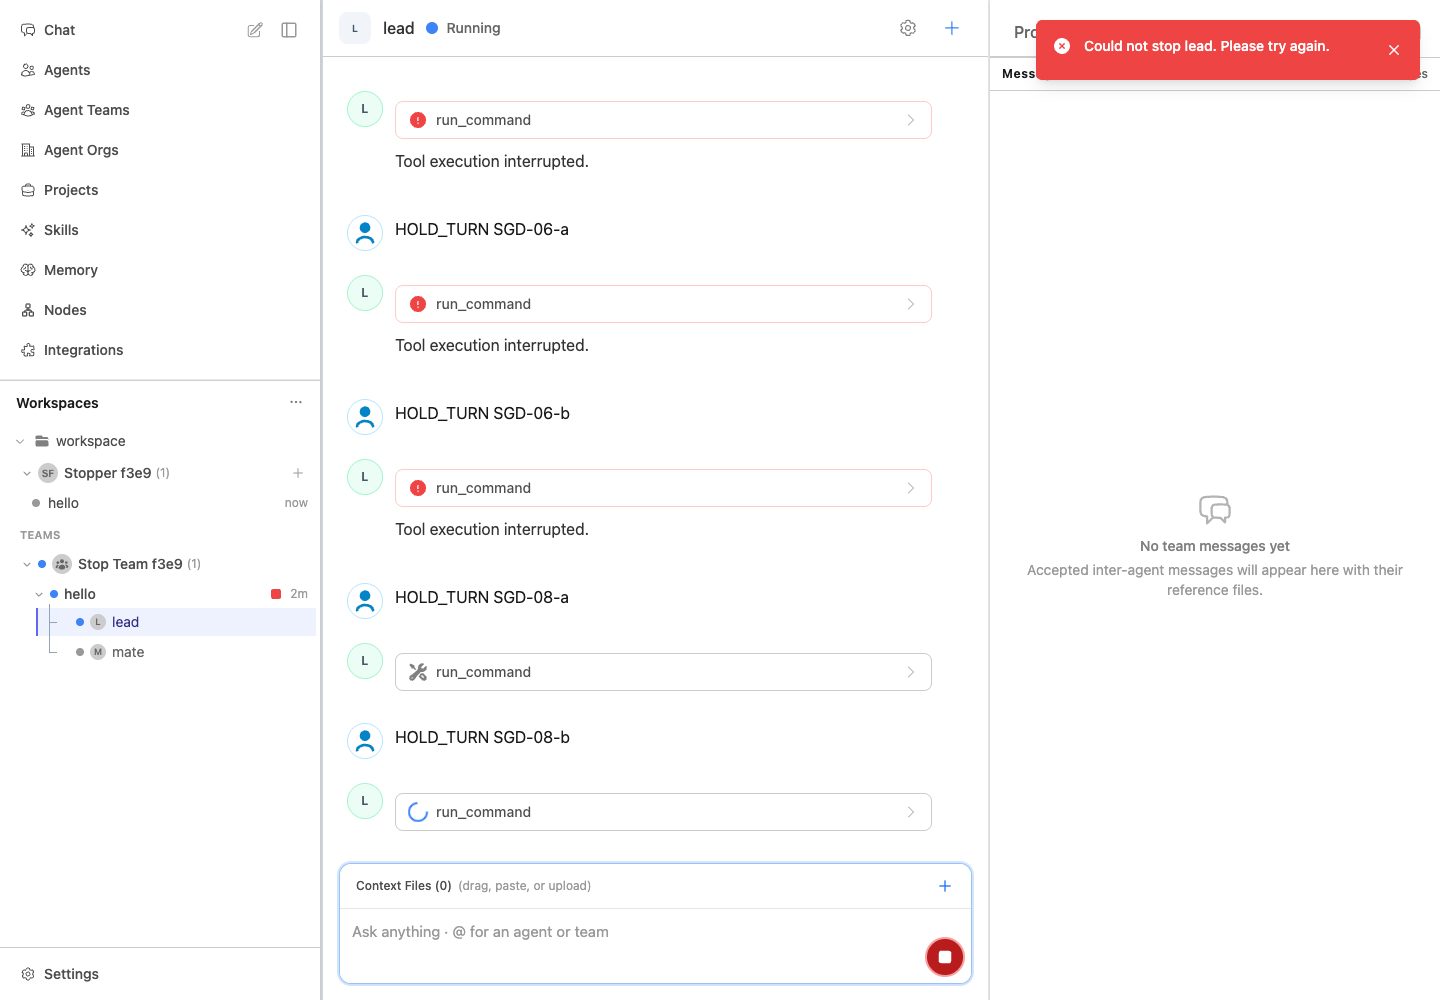 Chat
Agents
Agent Teams
Agent Orgs
Projects
Skills
Memory
Nodes
Integrations
Workspaces
workspace
SF Stopper f3e9 (1)
hello now
TEAMS
Stop Team f3e9 (1)
hello 2m
L lead
M mate
Settings
L lead Running
L run_command
Tool execution interrupted.
HOLD_TURN SGD-06-a
L run_command
Tool execution interrupted.
HOLD_TURN SGD-06-b
L run_command
Tool execution interrupted.
HOLD_TURN SGD-08-a
L run_command
HOLD_TURN SGD-08-b
L run_command
Context Files (0) (drag, paste, or upload)
Ask anything · @ for an agent or team
Could not stop lead. Please try again.
No team messages yet
Accepted inter-agent messages will appear here with their
reference files.